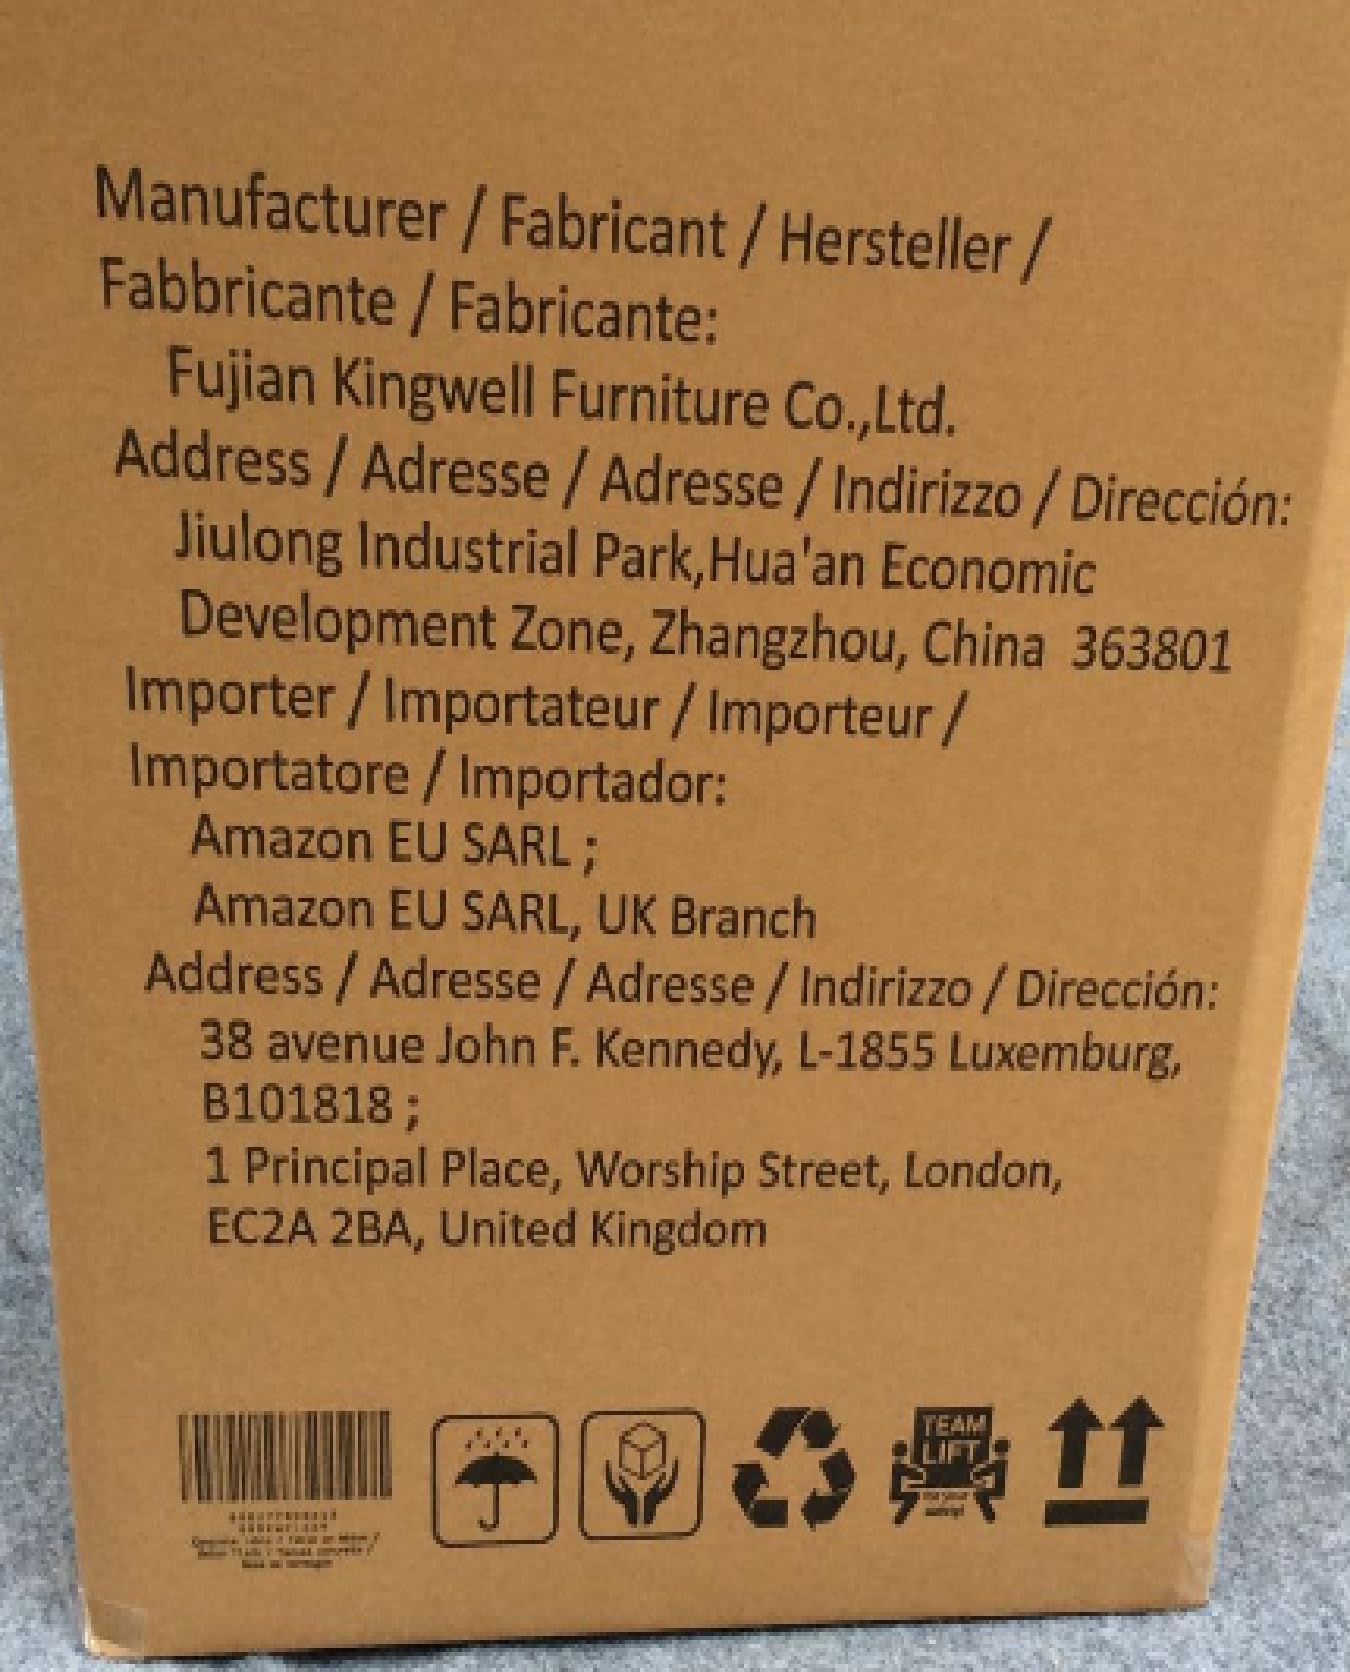 Manufacturer / Fabricant / Hersteller /
Fabbricante / Fabricante:
Fujian Kingwell Furniture Co.,Ltd.
Address / Adresse / Adresse / Indirizzo / Dirección:
Jiulong Industrial Park,Hua'an Economic
Development Zone, Zhangzhou, China 363801
Importer / Importateur / Importeur /
Importatore / Importador:
Amazon EU SARL ;
Amazon EU SARL, UK Branch
Address / Adresse / Adresse / Indirizzo / Dirección:
38 avenue John F. Kennedy, L-1855 Luxemburg,
B101818 ;
1 Principal Place, Worship Street, London,
EC2A 2BA, United Kingdom
TEAM
LIFT